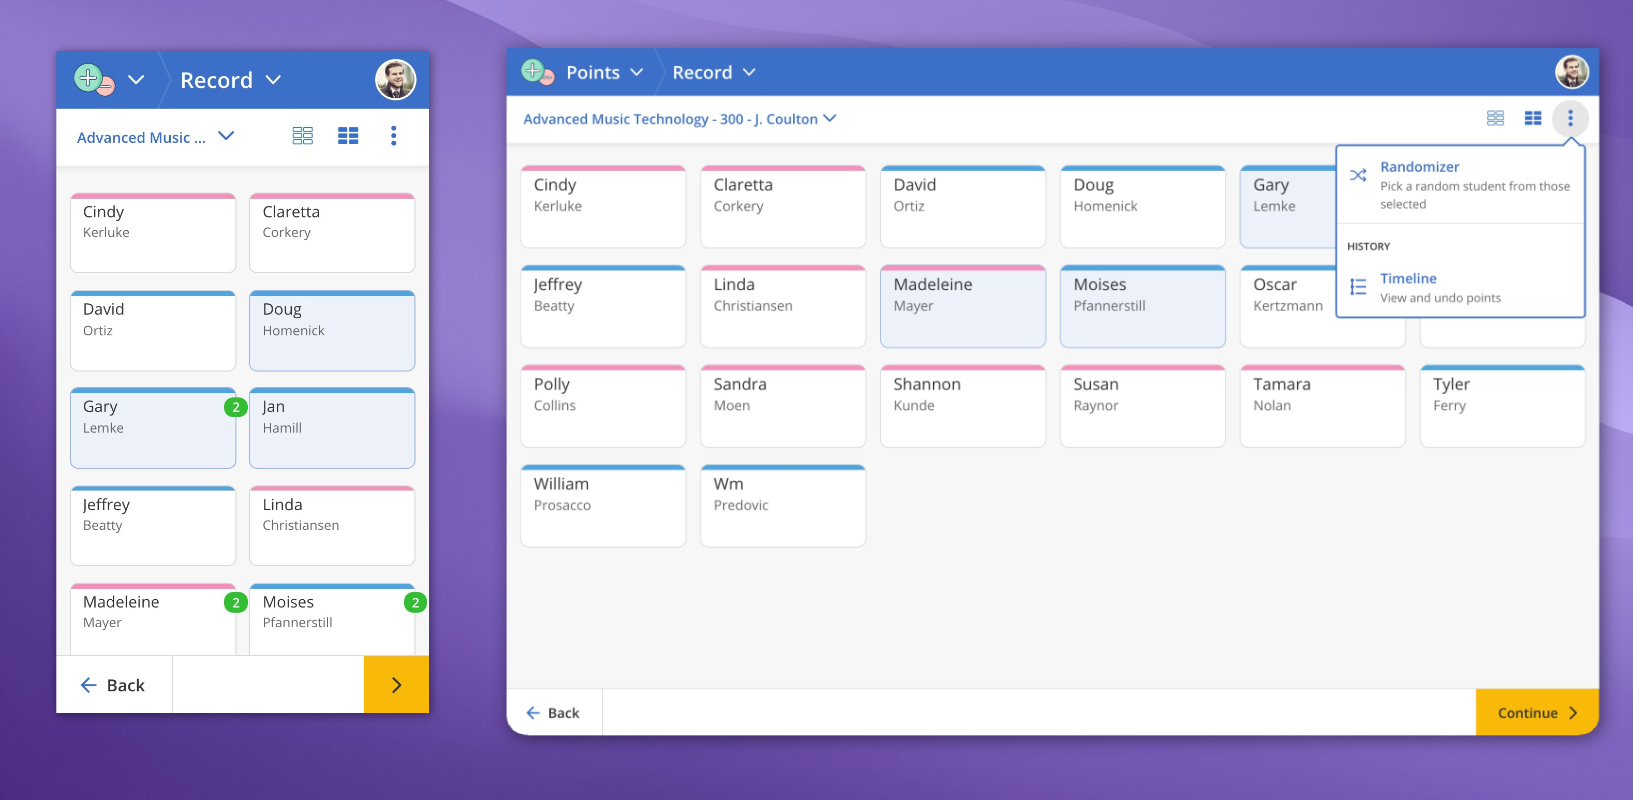 Record
Advanced Music ...
Cindy
Kerluke
Claretta
Corkery
David
Ortiz
Doug
Homenick
Gary
Lemke
2
Jan
Hamill
Jeffrey
Beatty
Linda
Christiansen
Madeleine
Mayer
2
Moises
Pfannerstill
2
Back
Points
Record
Advanced Music Technology - 300 - J. Coulton
Cindy
Kerluke
Claretta
Corkery
David
Ortiz
Doug
Homenick
Gary
Lemke
Randomizer
Pick a random student from those
selected
HISTORY
Timeline
View and undo points
Jeffrey
Beatty
Linda
Christiansen
Madeleine
Mayer
Moises
Pfannerstill
Oscar
Kertzmann
Polly
Collins
Sandra
Moen
Shannon
Kunde
Susan
Raynor
Tamara
Nolan
Tyler
Ferry
William
Prosacco
Wm
Predovic
Back
Continue